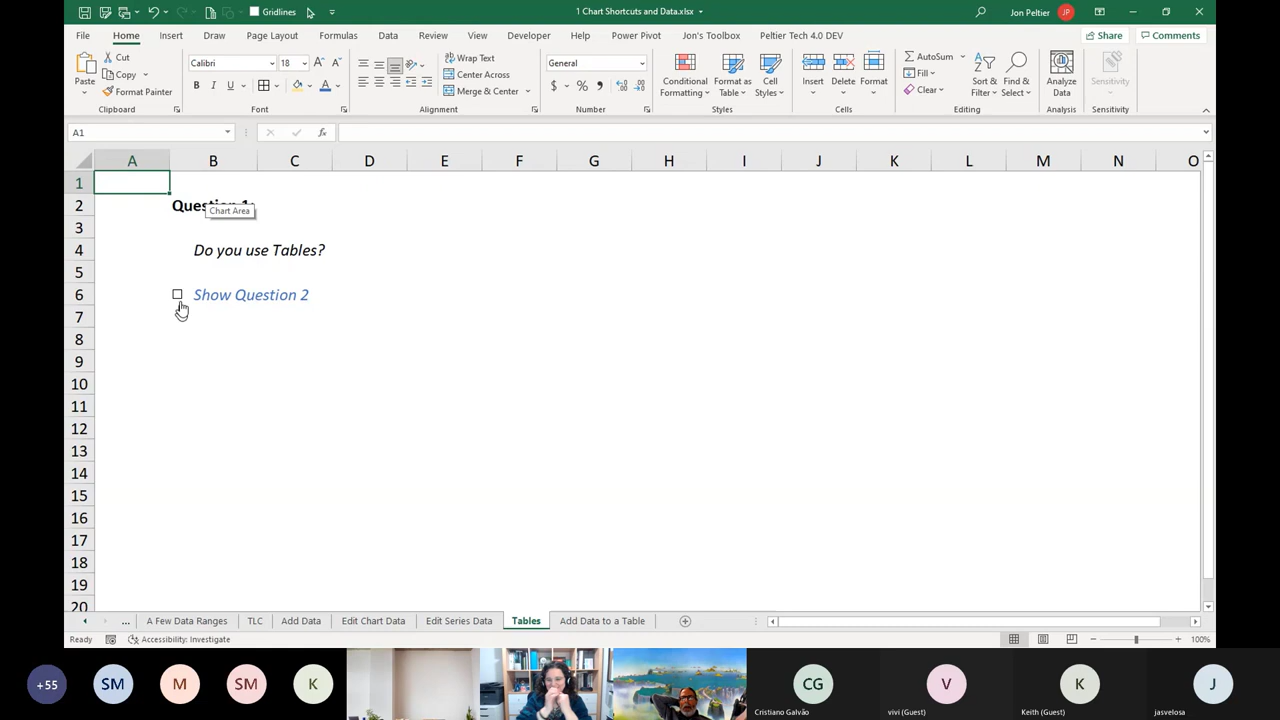 Gridlines
1 Chart Shortcuts and Data.xlsx
Jon Peltier JP
File Home Insert Draw Page Layout Formulas Data Review View Developer Help Power Pivot Jon's Toolbox Peltier Tech 4.0 DEV Share Comments
Paste
Cut
Copy
Format Painter
Clipboard
Calibri 18
B I U
Font
Wrap Text
Center Across
Merge & Center
Alignment
General
$ % ,
Number
Conditional Formatting
Format as Table
Cell Styles
Styles
Insert
Delete
Format
Cells
AutoSum
Fill
Clear
Sort & Filter
Find & Select
Editing
Analyze Data
Analysis
Sensitivity
Sensitivity
A1
fx
A B C D E F G H I J K L M N O
1
2
3
4
5
6
7
8
9
10
11
12
13
14
15
16
17
18
19
20
Question 1:
Chart Area
Do you use Tables?
Show Question 2
... A Few Data Ranges TLC Add Data Edit Chart Data Edit Series Data Tables Add Data to a Table
Ready Accessibility: Investigate 100%
+55 SM M SM K CG V K J
Cristiano Galvão vivi (Guest) Keith (Guest) jasvelosa